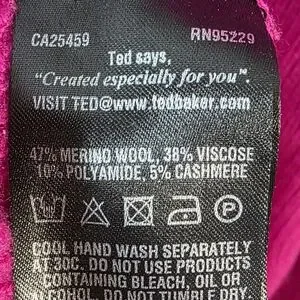 CA25459 RN95229
Ted says,
"Created especially for you".
VISIT TED@www.tedbaker.com
47% MERINO WOOL, 38% VISCOSE
10% POLYAMIDE, 5% CASHMERE
P
COOL HAND WASH SEPARATELY
AT 30C. DO NOT USE PRODUCTS
CONTAINING BLEACH, OIL OR
ALCOHOL. DO NOT TUMBLE DRY